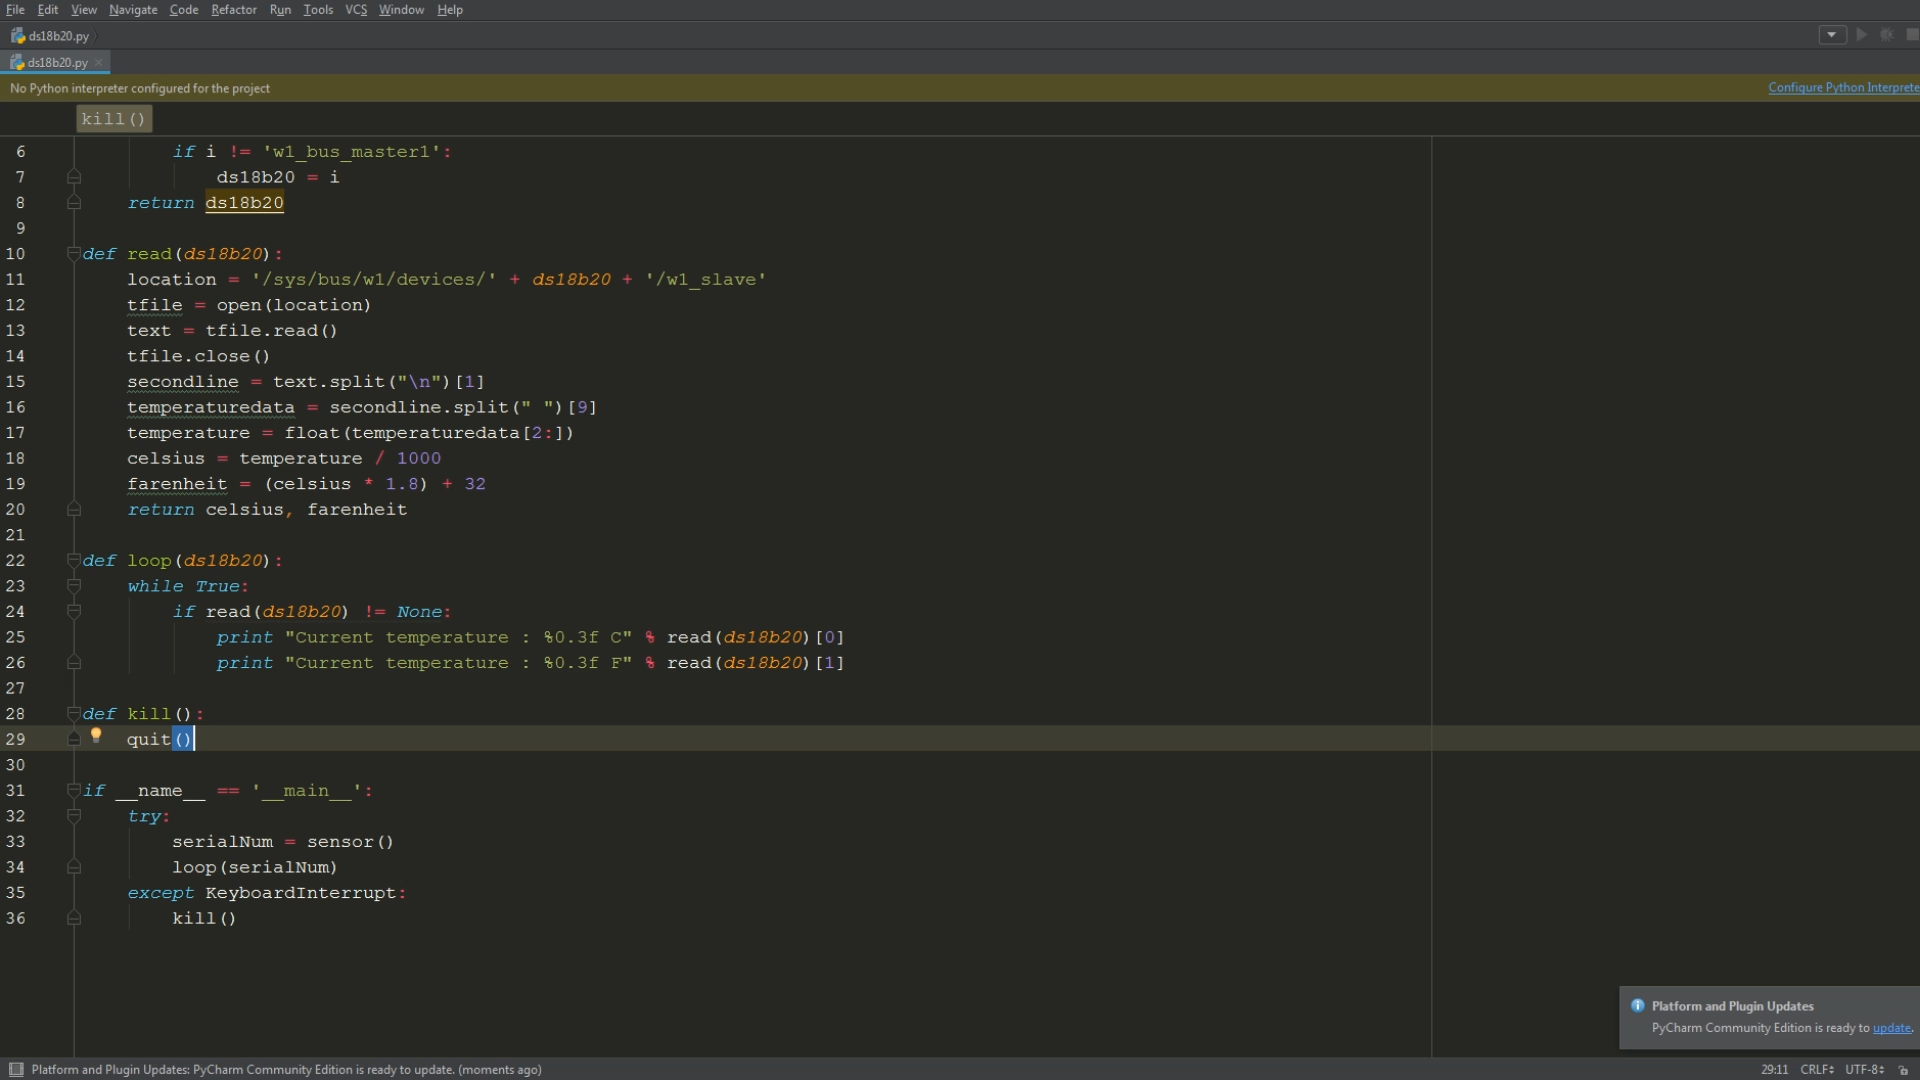 File Edit View Navigate Code Refactor Run Tools VCS Window Help
ds18b20.py
ds18b20.py
No Python interpreter configured for the project Configure Python Interprete
kill()
6 if i != 'w1_bus_master1':
7 ds18b20 = i
8 return ds18b20
9
10 def read(ds18b20):
11 location = '/sys/bus/w1/devices/' + ds18b20 + '/w1_slave'
12 tfile = open(location)
13 text = tfile.read()
14 tfile.close()
15 secondline = text.split("\n")[1]
16 temperaturedata = secondline.split(" ")[9]
17 temperature = float(temperaturedata[2:])
18 celsius = temperature / 1000
19 farenheit = (celsius * 1.8) + 32
20 return celsius, farenheit
21
22 def loop(ds18b20):
23 while True:
24 if read(ds18b20) != None:
25 print "Current temperature : %0.3f C" % read(ds18b20)[0]
26 print "Current temperature : %0.3f F" % read(ds18b20)[1]
27
28 def kill():
29 quit()
30
31 if __name__ == '__main__':
32 try:
33 serialNum = sensor()
34 loop(serialNum)
35 except KeyboardInterrupt:
36 kill()
Platform and Plugin Updates
PyCharm Community Edition is ready to update.
Platform and Plugin Updates: PyCharm Community Edition is ready to update. (moments ago) 29:11 CRLF UTF-8